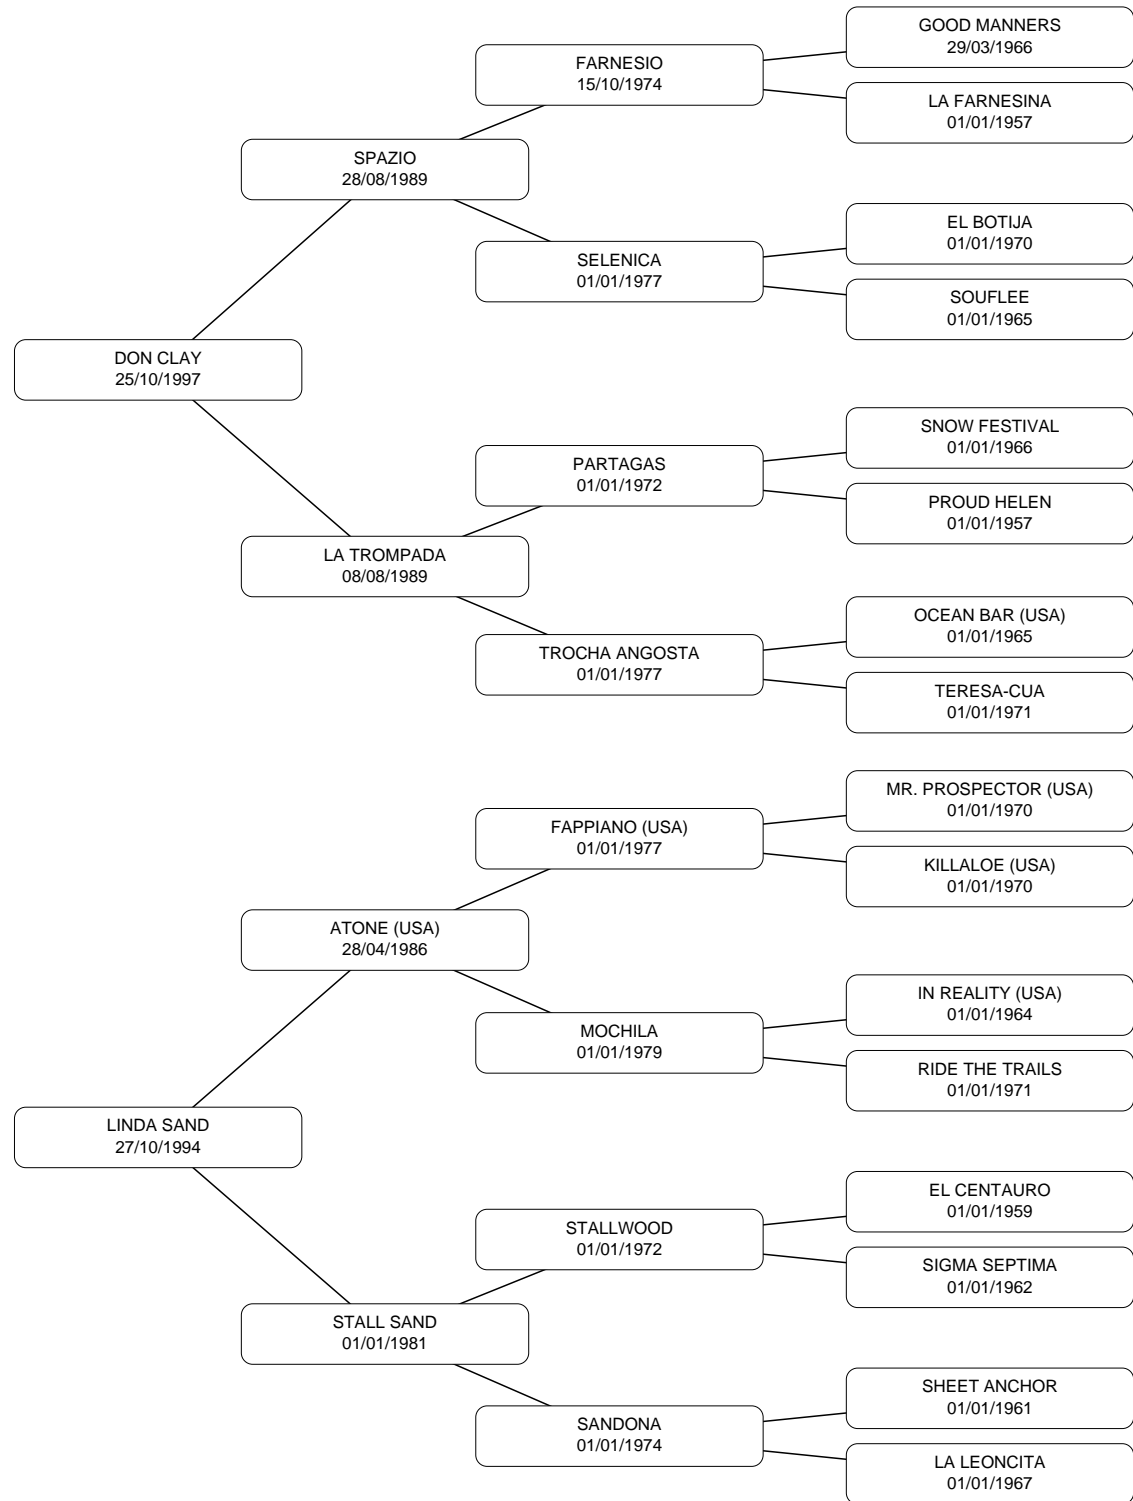 GOOD MANNERS
29/03/1966
FARNESIO
15/10/1974
LA FARNESINA
01/01/1957
SPAZIO
28/08/1989
EL BOTIJA
01/01/1970
SELENICA
01/01/1977
SOUFLEE
01/01/1965
DON CLAY
25/10/1997
SNOW FESTIVAL
01/01/1966
PARTAGAS
01/01/1972
PROUD HELEN
01/01/1957
LA TROMPADA
08/08/1989
OCEAN BAR (USA)
01/01/1965
TROCHA ANGOSTA
01/01/1977
TERESA-CUA
01/01/1971
MR. PROSPECTOR (USA)
01/01/1970
FAPPIANO (USA)
01/01/1977
KILLALOE (USA)
01/01/1970
ATONE (USA)
28/04/1986
IN REALITY (USA)
01/01/1964
MOCHILA
01/01/1979
RIDE THE TRAILS
01/01/1971
LINDA SAND
27/10/1994
EL CENTAURO
01/01/1959
STALLWOOD
01/01/1972
SIGMA SEPTIMA
01/01/1962
STALL SAND
01/01/1981
SHEET ANCHOR
01/01/1961
SANDONA
01/01/1974
LA LEONCITA
01/01/1967